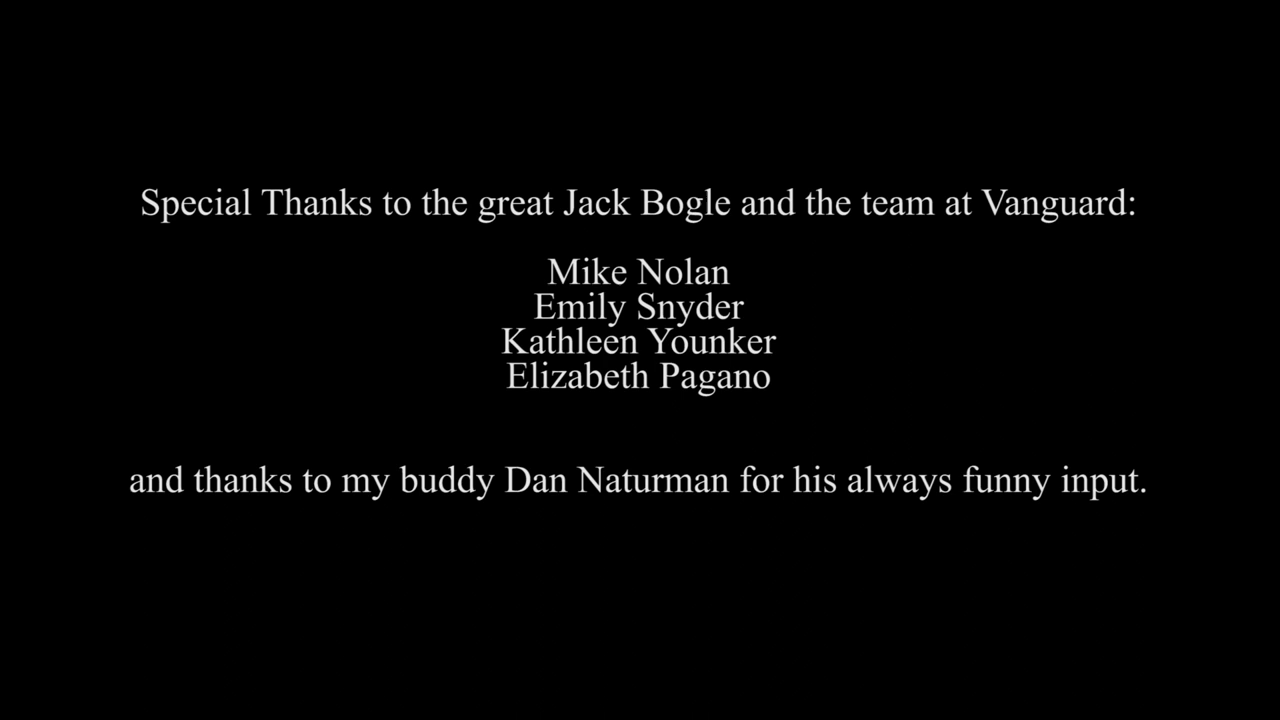 Special Thanks to the great Jack Bogle and the team at Vanguard:
Mike Nolan
Emily Snyder
Kathleen Younker
Elizabeth Pagano
and thanks to my buddy Dan Naturman for his always funny input.